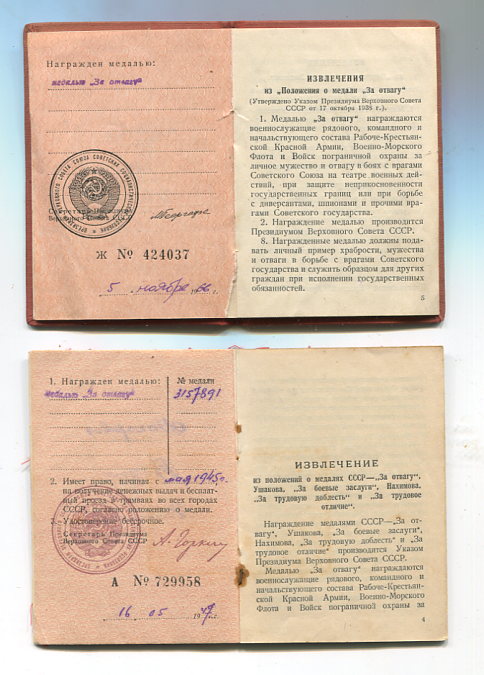 Награжден медалью:
медалью „За отвагу"
Секретарь Президиума
Верховного Совета СССР
Ж № 424037
5 ноября 66 г.
ИЗВЛЕЧЕНИЯ
из „Положения о медали „За отвагу"
(Утверждено Указом Президиума Верховного Совета
СССР от 17 октября 1938 г.)
1. Медалью „За отвагу" награждаются
военнослужащие рядового, командного и
начальствующего состава Рабоче-Крестьян-
ской Красной Армии, Военно-Морского
Флота и Войск пограничной охраны за
личное мужество и отвагу в боях с врагами
Советского Союза на театре военных дей-
ствий, при защите неприкосновенности
государственных границ или при борьбе
с диверсантами, шпионами и прочими вра-
гами Советского государства.
2. Награждение медалью производится
Президиумом Верховного Совета СССР.
8. Награжденные медалью должны пода-
вать личный пример храбрости, мужества
и отваги в борьбе с врагами Советского
государства и служить образцом для других
граждан при исполнении государственных
обязанностей.
5
1. Награжден медалью:
№ медали
медалью „За отвагу"
3157891
2. Имеет право, начиная с мая 1945 г.
на получение денежных выдач и бесплат-
ный проезд в трамваях во всех городах
СССР, согласно положению о медали.
3. Удостоверение бессрочное.
Секретарь Президиума
Верховного Совета СССР
А. Горкин
А № 729958
16 05 1947 г.
ИЗВЛЕЧЕНИЕ
из положений о медалях СССР—„За отвагу",
Ушакова, „За боевые заслуги", Нахимова,
„За трудовую доблесть" и „За трудовое
отличие"
Награждение медалями СССР—„За от-
вагу", Ушакова, „За боевые заслуги",
Нахимова, „За трудовую доблесть" и „За
трудовое отличие" производится Указом
Президиума Верховного Совета СССР.
Медалью „За отвагу" награждаются
военнослужащие рядового, командного и
начальствующего состава Рабоче-Крестьян-
ской Красной Армии, Военно-Морского
Флота и Войск пограничной охраны за
4